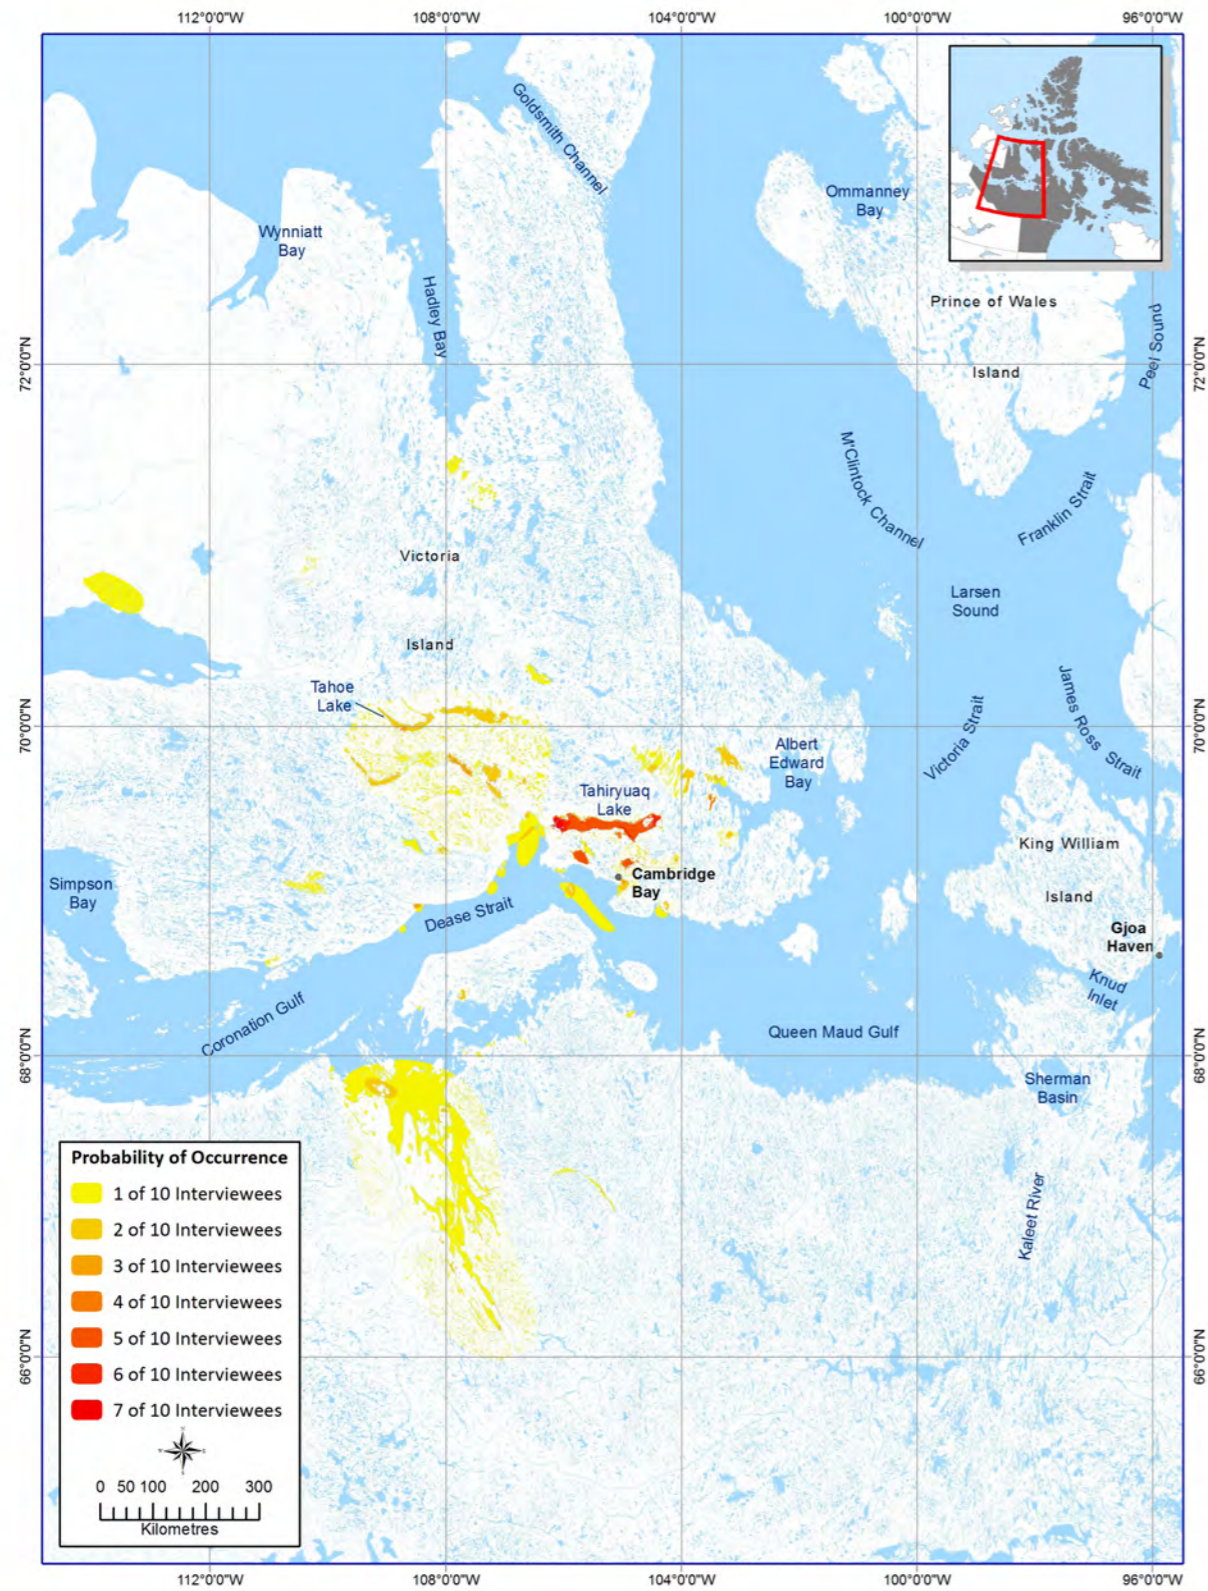 112°0'0"W
108°0'0"W
104°0'0"W
100°0'0"W
96°0'0"W
Goldsmith Channel
Ommanney
Bay
Wynniatt
Bay
Hadley Bay
Prince of Wales
Island
Peel Sound
72°0'0"N
72°0'0"N
M'Clintock Channel
Franklin Strait
Victoria
Island
Larsen
Sound
Tahoe
Lake
James Ross Strait
Victoria Strait
70°0'0"N
70°0'0"N
Albert
Edward
Bay
Tahiryuaq
Lake
King William
Island
Cambridge
Bay
Simpson
Bay
Dease Strait
Gjoa
Haven
Knud
Inlet
Coronation Gulf
Queen Maud Gulf
68°0'0"N
68°0'0"N
Sherman
Basin
Kaleet River
66°0'0"N
66°0'0"N
Probability of Occurrence
1 of 10 Interviewees
2 of 10 Interviewees
3 of 10 Interviewees
4 of 10 Interviewees
5 of 10 Interviewees
6 of 10 Interviewees
7 of 10 Interviewees
0 50 100 200 300
Kilometres
112°0'0"W
108°0'0"W
104°0'0"W
100°0'0"W
96°0'0"W